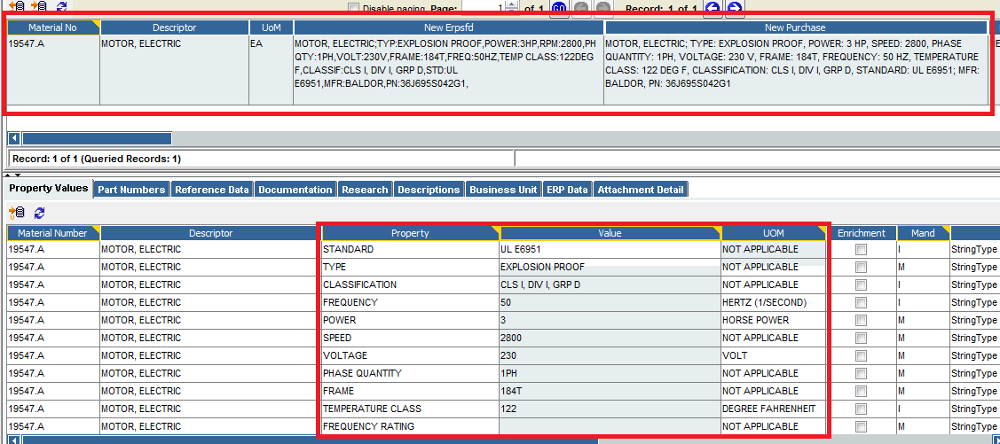 Disable paging Page: 1 of 1 GO Record: 1 of 1
Material No Descriptor UoM New Erpsfd New Purchase
19547.A MOTOR, ELECTRIC EA MOTOR, ELECTRIC;TYP:EXPLOSION PROOF,POWER:3HP,RPM:2800,PH MOTOR, ELECTRIC; TYPE: EXPLOSION PROOF, POWER: 3 HP, SPEED: 2800, PHASE
QTY:1PH,VOLT:230V,FRAME:184T,FREQ:50HZ,TEMP CLASS:122DEG QUANTITY: 1PH, VOLTAGE: 230 V, FRAME: 184T, FREQUENCY: 50 HZ, TEMPERATURE
F,CLASSIF:CLS I, DIV I, GRP D,STD:UL CLASS: 122 DEG F, CLASSIFICATION: CLS I, DIV I, GRP D, STANDARD: UL E6951; MFR:
E6951,MFR:BALDOR,PN:36J695S042G1, BALDOR, PN: 36J695S042G1
Record: 1 of 1 (Queried Records: 1)
Property Values Part Numbers Reference Data Documentation Research Descriptions Business Unit ERP Data Attachment Detail
Material Number Descriptor Property Value UOM Enrichment Mand
19547.A MOTOR, ELECTRIC STANDARD UL E6951 NOT APPLICABLE I StringType
19547.A MOTOR, ELECTRIC TYPE EXPLOSION PROOF NOT APPLICABLE M StringType
19547.A MOTOR, ELECTRIC CLASSIFICATION CLS I, DIV I, GRP D NOT APPLICABLE I StringType
19547.A MOTOR, ELECTRIC FREQUENCY 50 HERTZ (1/SECOND) I StringType
19547.A MOTOR, ELECTRIC POWER 3 HORSE POWER M StringType
19547.A MOTOR, ELECTRIC SPEED 2800 NOT APPLICABLE M StringType
19547.A MOTOR, ELECTRIC VOLTAGE 230 VOLT M StringType
19547.A MOTOR, ELECTRIC PHASE QUANTITY 1PH NOT APPLICABLE M StringType
19547.A MOTOR, ELECTRIC FRAME 184T NOT APPLICABLE M StringType
19547.A MOTOR, ELECTRIC TEMPERATURE CLASS 122 DEGREE FAHRENHEIT I StringType
19547.A MOTOR, ELECTRIC FREQUENCY RATING NOT APPLICABLE M StringType